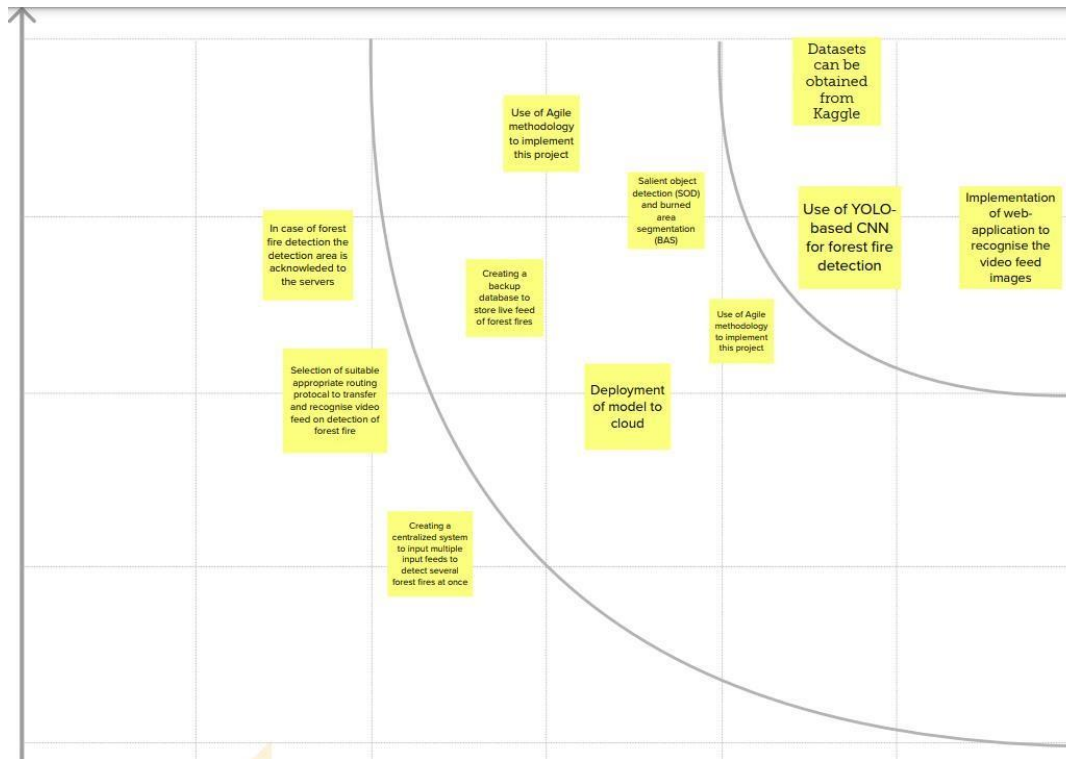 Datasets
can be
obtained
from
Kaggle
Use of Agile
methodology
to implement
this project
Salient object
detection (SOD)
and burned
area
segmentation
(BAS)
Use of YOLO-
based CNN
for forest fire
detection
Implementation
of web-
application to
recognise the
video feed
images
In case of forest
fire detection the
detection area is
acknowleded to
the servers
Creating a
backup
database to
store live feed
of forest fires
Use of Agile
methodology
to implement
this project
Selection of suitable
appropriate routing
protocal to transfer
and recognise video
feed on detection of
forest fire
Deployment
of model to
cloud
Creating a
centralized system
to input multiple
input feeds to
detect several
forest fires at once